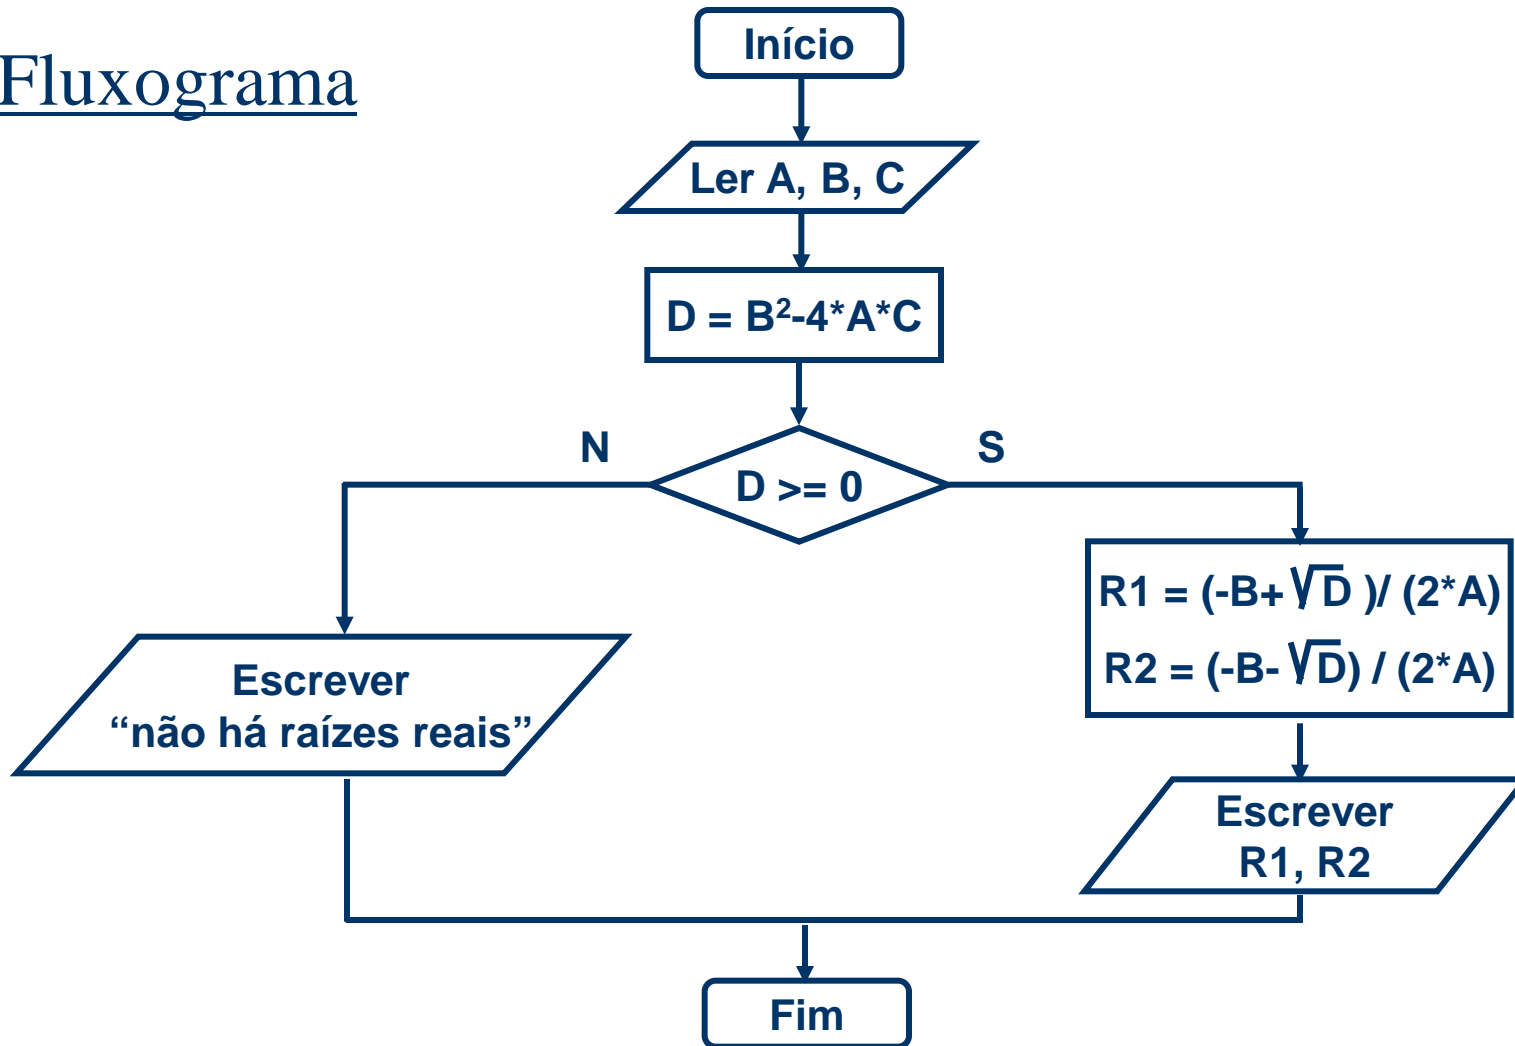 Fluxograma
Início
Ler A, B, C
D = B²-4*A*C
N
S
D >= 0
R1 = (-B+√D )/ (2*A)
R2 = (-B-√D) / (2*A)
Escrever
“não há raízes reais”
Escrever
R1, R2
Fim